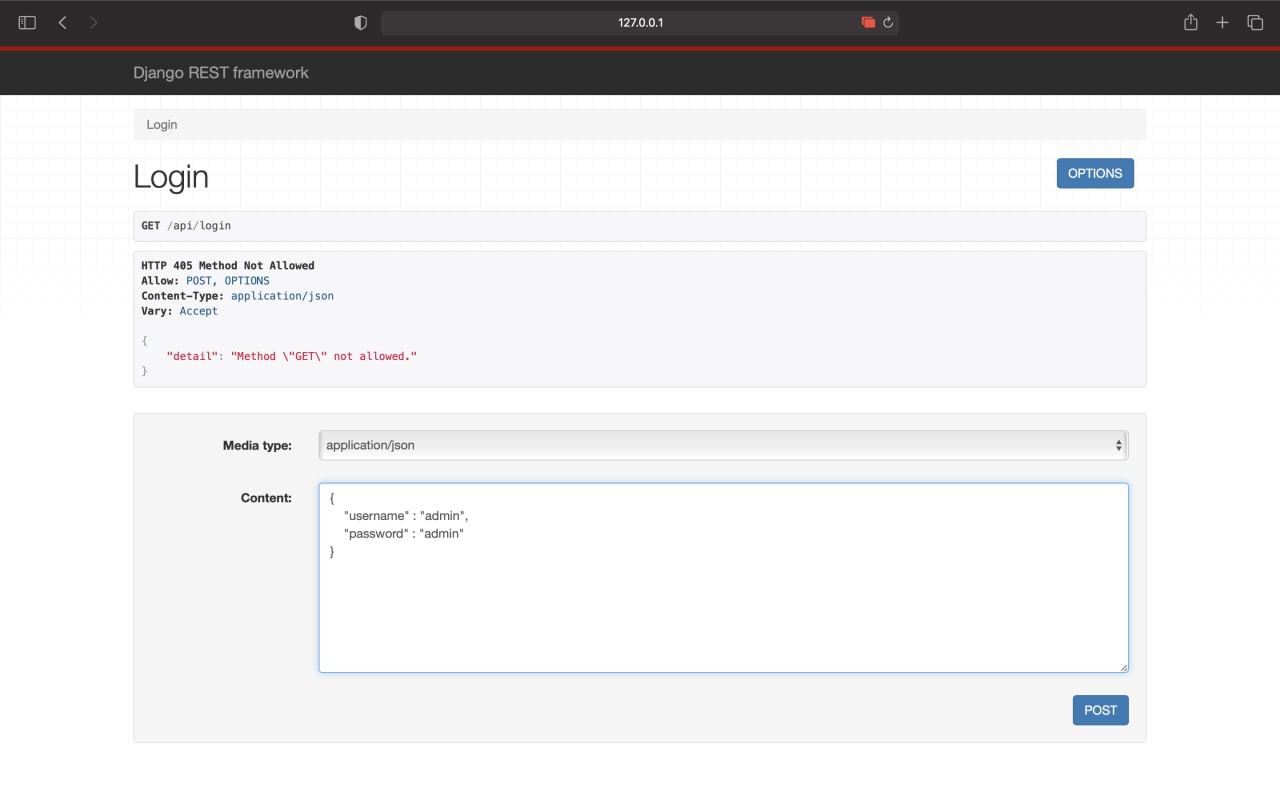 127.0.0.1
Django REST framework
Login
Login
OPTIONS
GET /api/login
HTTP 405 Method Not Allowed
Allow: POST, OPTIONS
Content-Type: application/json
Vary: Accept
{
"detail": "Method \"GET\" not allowed."
}
Media type:
application/json
Content:
{
"username" : "admin",
"password" : "admin"
}
POST